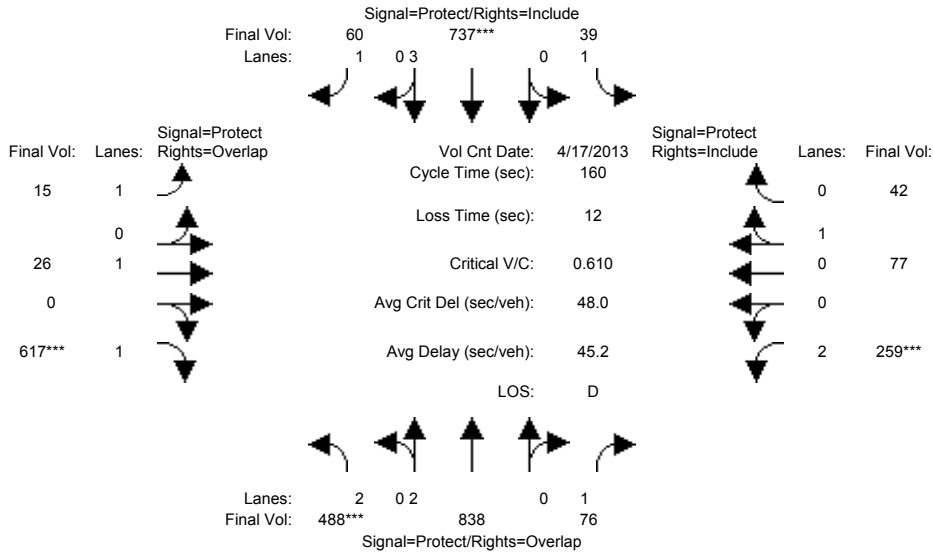 Signal=Protect/Rights=Include
Final Vol: 60 737*** 39
Lanes: 1 0 3 0 1
Signal=Protect
Final Vol: Lanes: Rights=Overlap
Vol Cnt Date: 4/17/2013
Signal=Protect
Rights=Include Lanes: Final Vol:
Cycle Time (sec): 160
15 1
0 42
Loss Time (sec): 12
0
1
26 1
Critical V/C: 0.610
0 77
0
Avg Crit Del (sec/veh): 48.0
0
617*** 1
Avg Delay (sec/veh): 45.2
2 259***
LOS: D
Lanes: 2 0 2 0 1
Final Vol: 488*** 838 76
Signal=Protect/Rights=Overlap